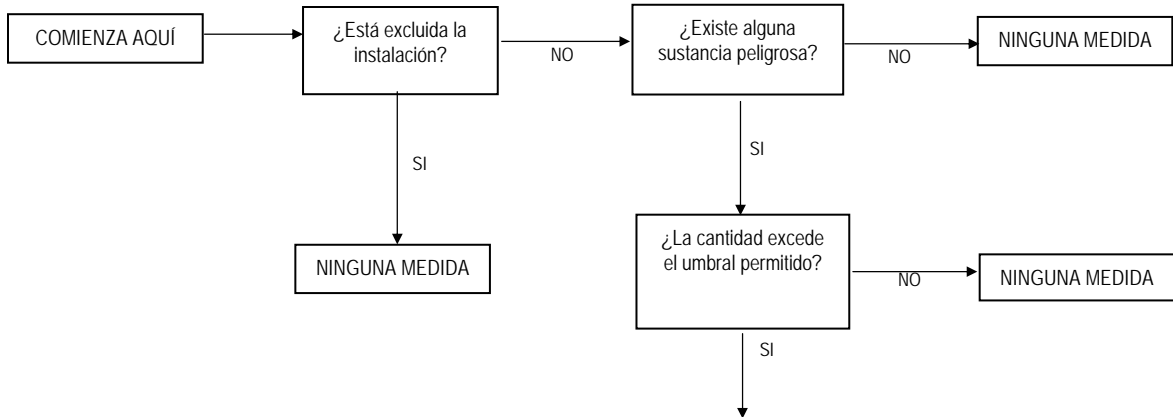 COMIENZA AQUÍ
¿Está excluida la
instalación?
NO
¿Existe alguna
sustancia peligrosa?
NO
NINGUNA MEDIDA
SI
SI
NINGUNA MEDIDA
¿La cantidad excede
el umbral permitido?
NO
NINGUNA MEDIDA
SI